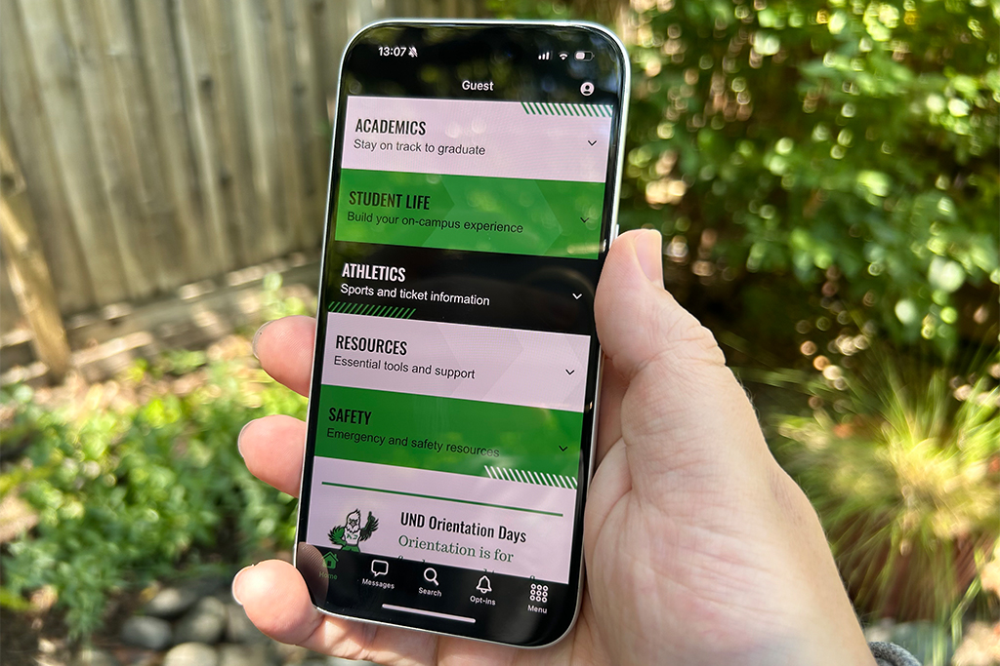 13:07
Guest
ACADEMICS
Stay on track to graduate
STUDENT LIFE
Build your on-campus experience
ATHLETICS
Sports and ticket information
RESOURCES
Essential tools and support
SAFETY
Emergency and safety resources
UND Orientation Days
Orientation is for
Home
Messages
Search
Opt-ins
Menu